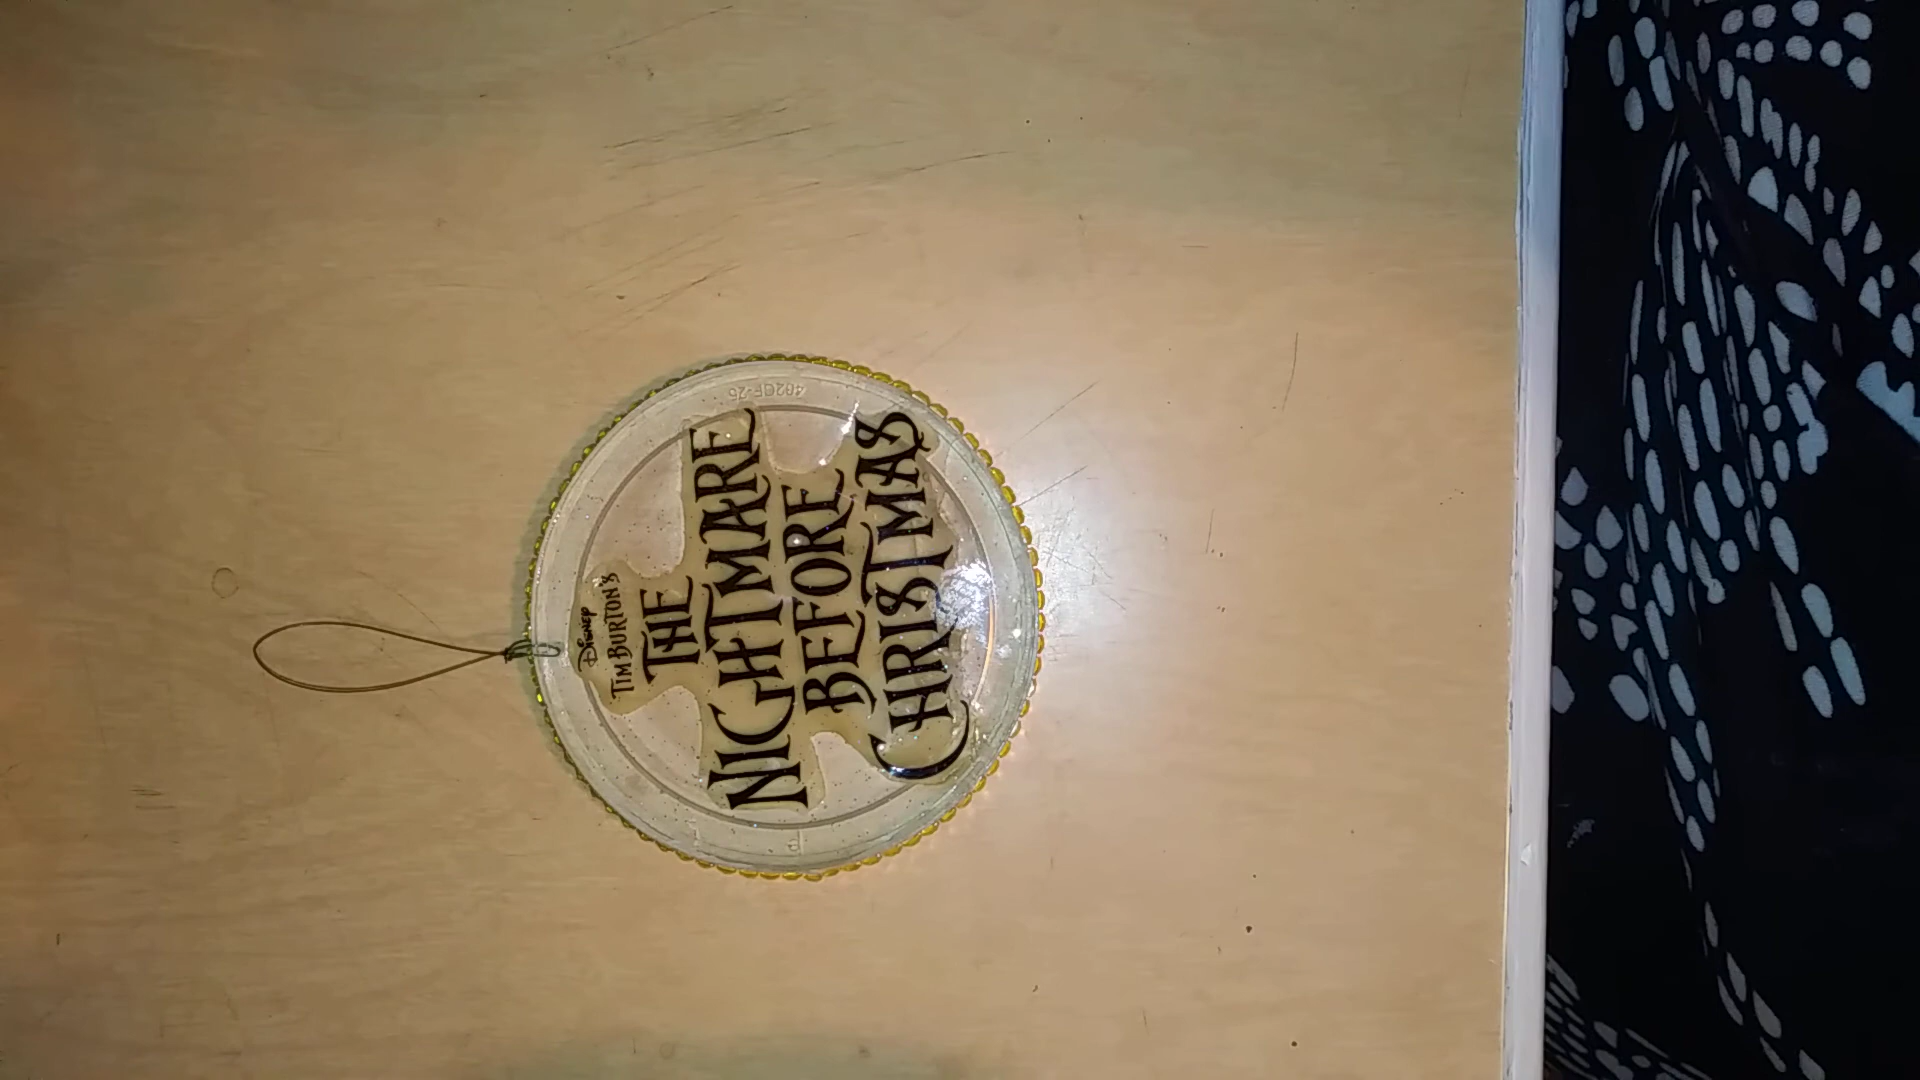 Disney
TIM BURTON'S
THE
NIGHTMARE
BEFORE
CHRISTMAS